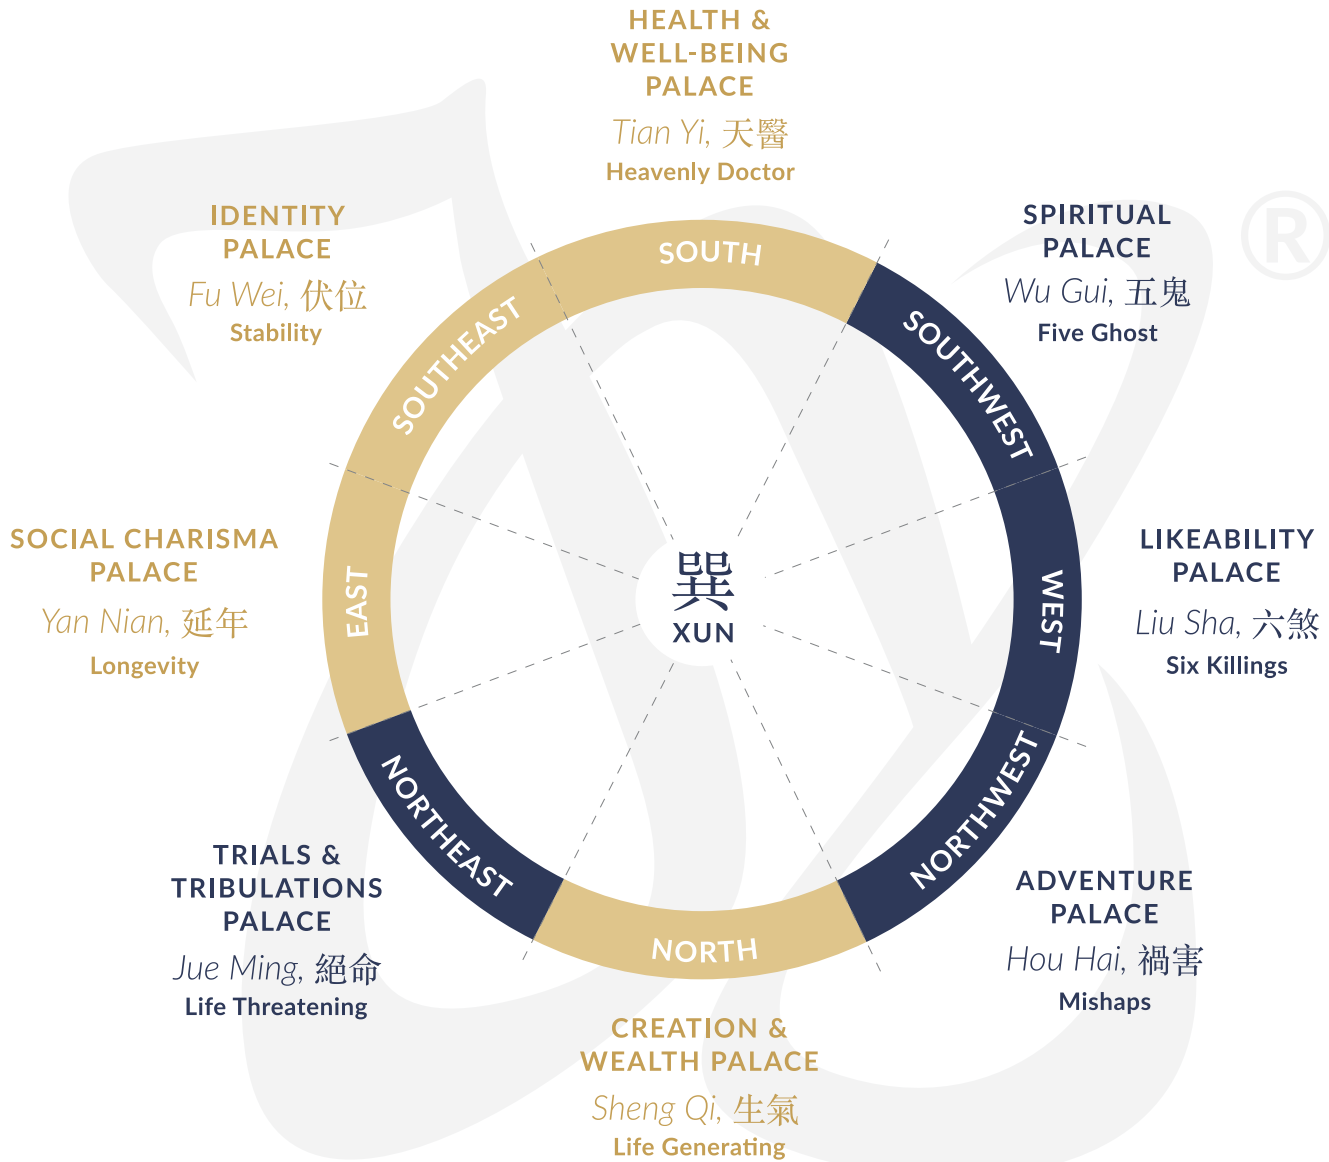 HEALTH &
WELL-BEING
PALACE
Tian Yi, 天醫
Heavenly Doctor
IDENTITY
PALACE
Fu Wei, 伏位
Stability
SPIRITUAL
PALACE
Wu Gui, 五鬼
Five Ghost
®
SOUTH
SOUTHEAST
SOUTHWEST
SOCIAL CHARISMA
PALACE
Yan Nian, 延年
Longevity
EAST
巽
XUN
WEST
LIKEABILITY
PALACE
Liu Sha, 六煞
Six Killings
NORTHEAST
NORTH
NORTHWEST
TRIALS &
TRIBULATIONS
PALACE
Jue Ming, 絕命
Life Threatening
ADVENTURE
PALACE
Hou Hai, 禍害
Mishaps
CREATION &
WEALTH PALACE
Sheng Qi, 生氣
Life Generating